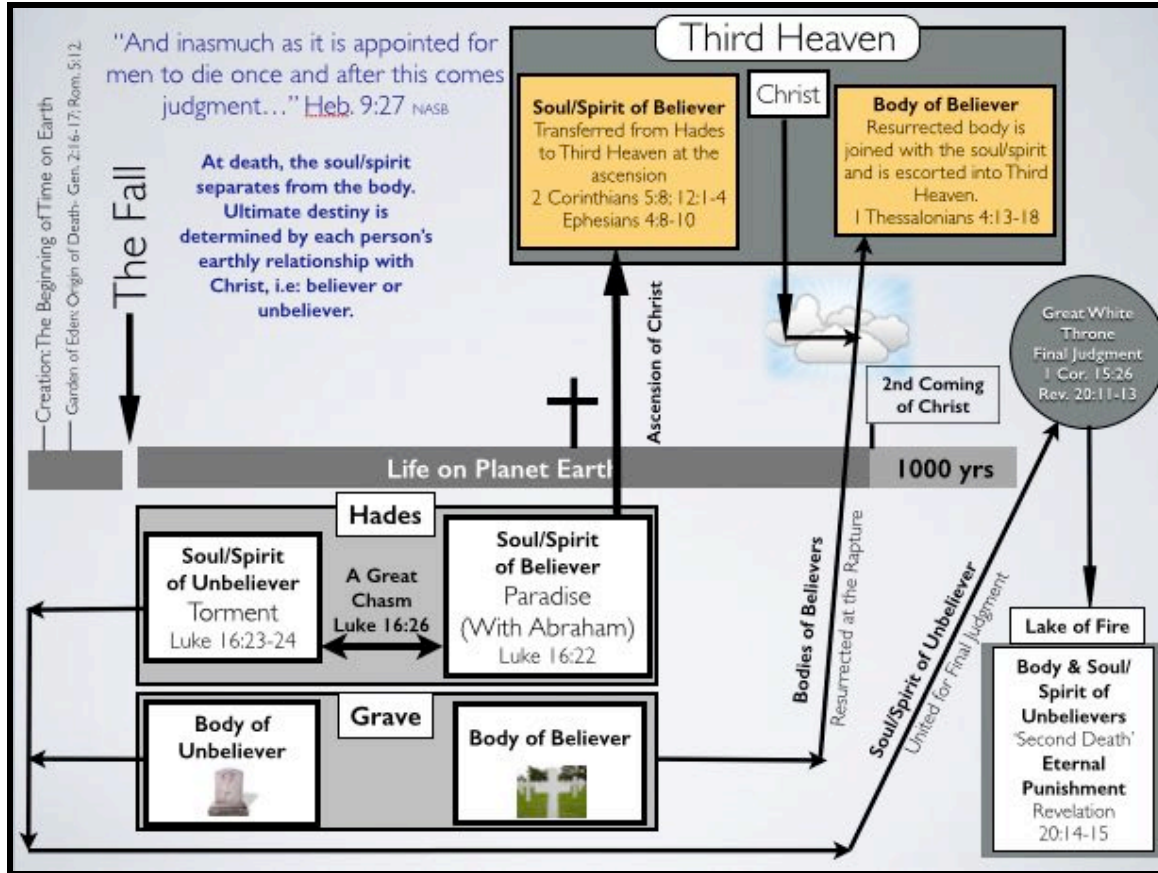 Creation: The Beginning of Time on Earth
Garden of Eden: Origin of Death- Gen. 2:16-17; Rom. 5:12
The Fall
"And inasmuch as it is appointed for
men to die once and after this comes
judgment…" Heb. 9:27 NASB
At death, the soul/spirit
separates from the body.
Ultimate destiny is
determined by each person's
earthly relationship with
Christ, i.e: believer or
unbeliever.
Third Heaven
Soul/Spirit of Believer
Transferred from Hades
to Third Heaven at the
ascension
2 Corinthians 5:8; 12:1-4
Ephesians 4:8-10
Christ
Body of Believer
Resurrected body is
joined with the soul/spirit
and is escorted into Third
Heaven.
1 Thessalonians 4:13-18
Ascension of Christ
2nd Coming
of Christ
Great White
Throne
Final Judgment
1 Cor. 15:26
Rev. 20:11-13
Life on Planet Earth
1000 yrs
Hades
Soul/Spirit
of Unbeliever
Torment
Luke 16:23-24
A Great
Chasm
Luke 16:26
Soul/Spirit
of Believer
Paradise
(With Abraham)
Luke 16:22
Grave
Body of
Unbeliever
Body of Believer
Bodies of Believers
Resurrected at the Rapture
Soul/Spirit of Unbeliever
United for Final Judgment
Lake of Fire
Body & Soul/
Spirit of
Unbelievers
'Second Death'
Eternal
Punishment
Revelation
20:14-15